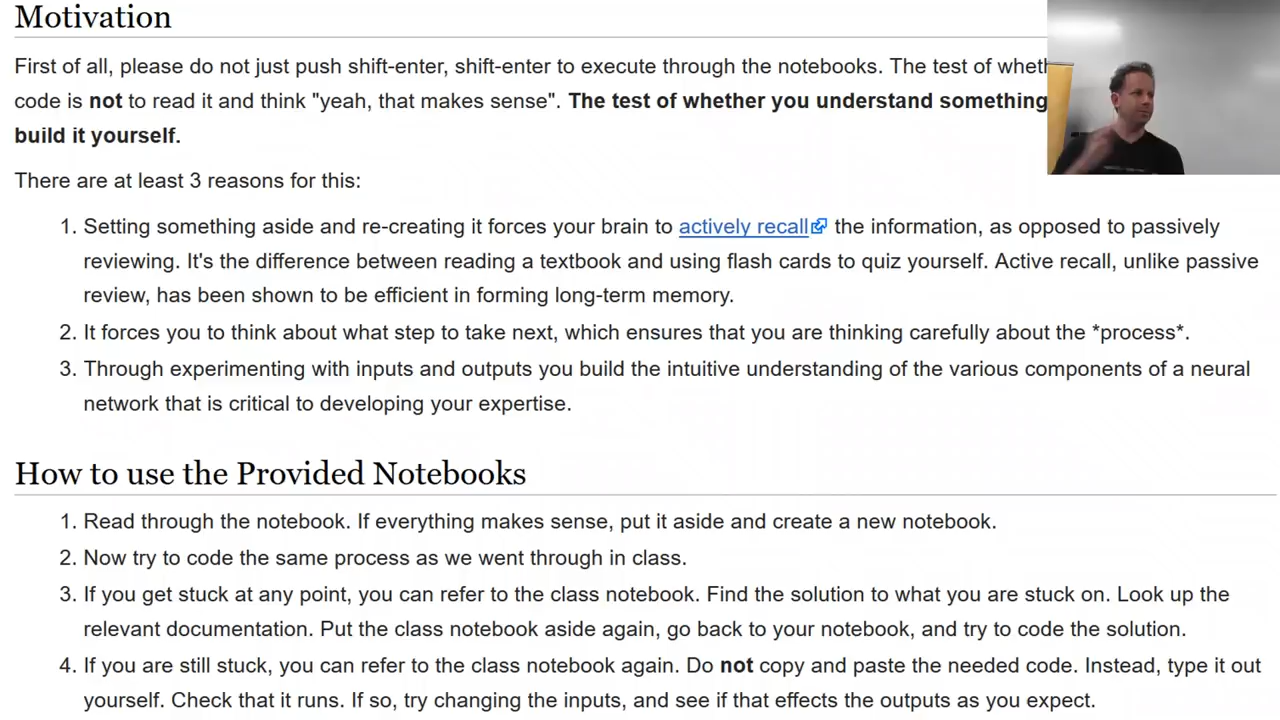 Motivation
First of all, please do not just push shift-enter, shift-enter to execute through the notebooks. The test of
code is not to read it and think "yeah, that makes sense". The test of whether you understand something
build it yourself.
There are at least 3 reasons for this:
1. Setting something aside and re-creating it forces your brain to actively recall the information, as opposed to passively
reviewing. It's the difference between reading a textbook and using flash cards to quiz yourself. Active recall, unlike passive
review, has been shown to be efficient in forming long-term memory.
2. It forces you to think about what step to take next, which ensures that you are thinking carefully about the *process*.
3. Through experimenting with inputs and outputs you build the intuitive understanding of the various components of a neural
network that is critical to developing your expertise.
How to use the Provided Notebooks
1. Read through the notebook. If everything makes sense, put it aside and create a new notebook.
2. Now try to code the same process as we went through in class.
3. If you get stuck at any point, you can refer to the class notebook. Find the solution to what you are stuck on. Look up the
relevant documentation. Put the class notebook aside again, go back to your notebook, and try to code the solution.
4. If you are still stuck, you can refer to the class notebook again. Do not copy and paste the needed code. Instead, type it out
yourself. Check that it runs. If so, try changing the inputs, and see if that effects the outputs as you expect.